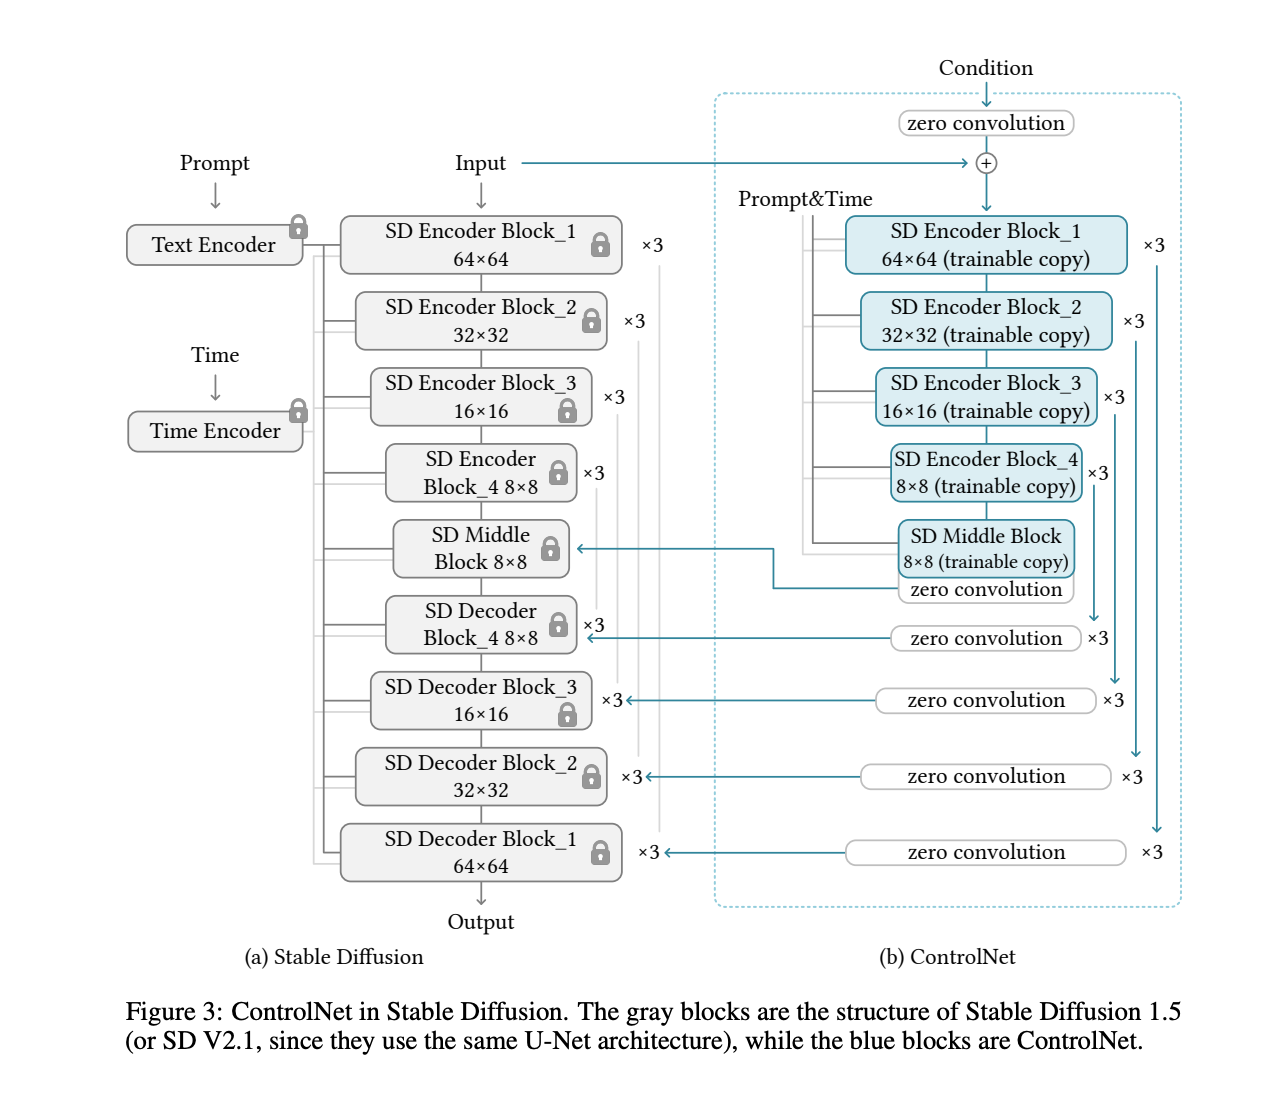 Condition
zero convolution
Prompt
Input
+
Prompt&Time
Text Encoder
SD Encoder Block_1
64×64
×3
SD Encoder Block_1
64×64 (trainable copy)
×3
SD Encoder Block_2
32×32
×3
SD Encoder Block_2
32×32 (trainable copy)
×3
Time
Time Encoder
SD Encoder Block_3
16×16
×3
SD Encoder Block_3
16×16 (trainable copy)
×3
SD Encoder
Block_4 8×8
×3
SD Encoder Block_4
8×8 (trainable copy)
×3
SD Middle
Block 8×8
SD Middle Block
8×8 (trainable copy)
zero convolution
SD Decoder
Block_4 8×8
×3
zero convolution
×3
SD Decoder Block_3
16×16
×3
zero convolution
×3
SD Decoder Block_2
32×32
×3
zero convolution
×3
SD Decoder Block_1
64×64
×3
zero convolution
×3
Output
(a) Stable Diffusion
(b) ControlNet
Figure 3: ControlNet in Stable Diffusion. The gray blocks are the structure of Stable Diffusion 1.5
(or SD V2.1, since they use the same U-Net architecture), while the blue blocks are ControlNet.